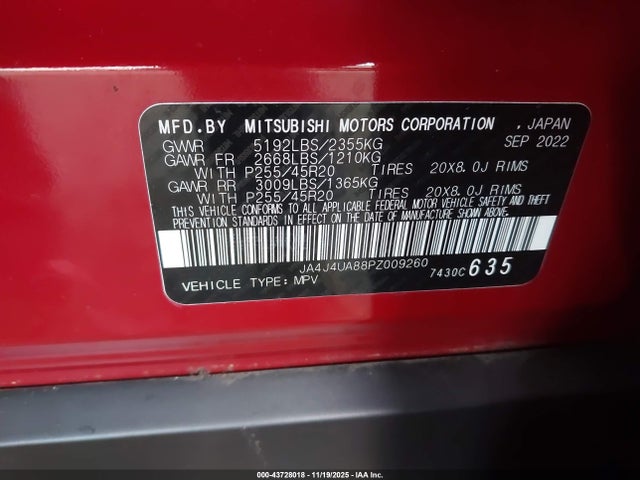 MFD.BY MITSUBISHI MOTORS CORPORATION , JAPAN
GVWR 5192LBS/2355KG SEP 2022
GAWR FR 2668LBS/1210KG
WITH P255/45R20 TIRES 20X8.0J RIMS
GAWR RR 3009LBS/1365KG
WITH P255/45R20 TIRES 20X8.0J RIMS
THIS VEHICLE CONFORMS TO ALL APPLICABLE FEDERAL MOTOR VEHICLE SAFETY AND THEFT
PREVENTION STANDARDS IN EFFECT ON THE DATE OF MANUFACTURE SHOWN ABOVE.
JA4J4UA88PZ009260
7430C 635
VEHICLE TYPE: MPV
000-43728018 - 11/19/2025 - IAA Inc.